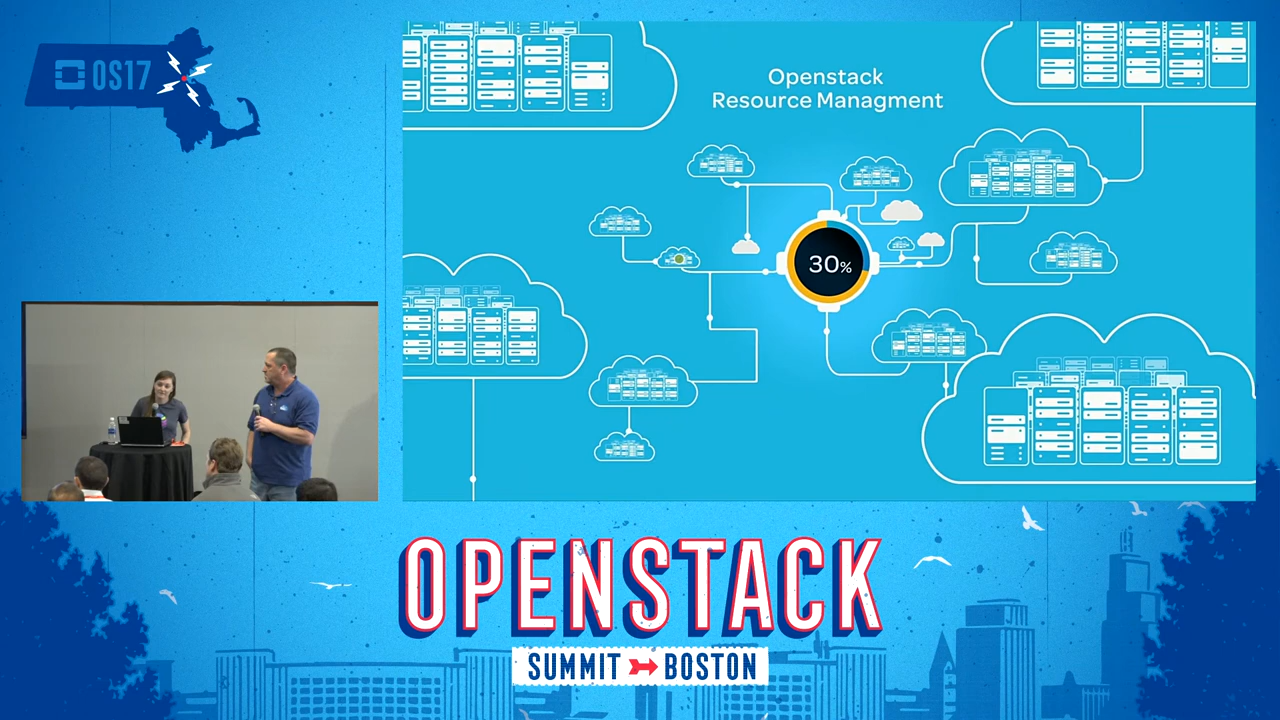 OS17
Openstack
Resource Managment
30%
OPENSTACK
SUMMIT BOSTON